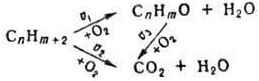 υ₁ CₙHₘO + H₂O
+O₂
CₙHₘ₊₂ υ₃ +O₂
υ₂
+O₂ CO₂ + H₂O